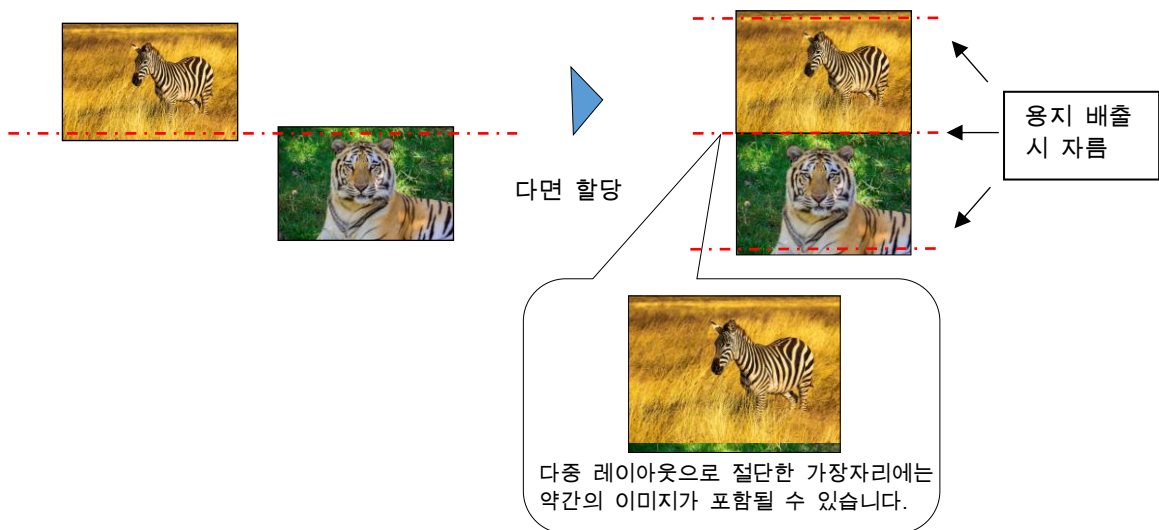 다면 할당
용지 배출
시 자름
다중 레이아웃으로 절단한 가장자리에는
약간의 이미지가 포함될 수 있습니다.